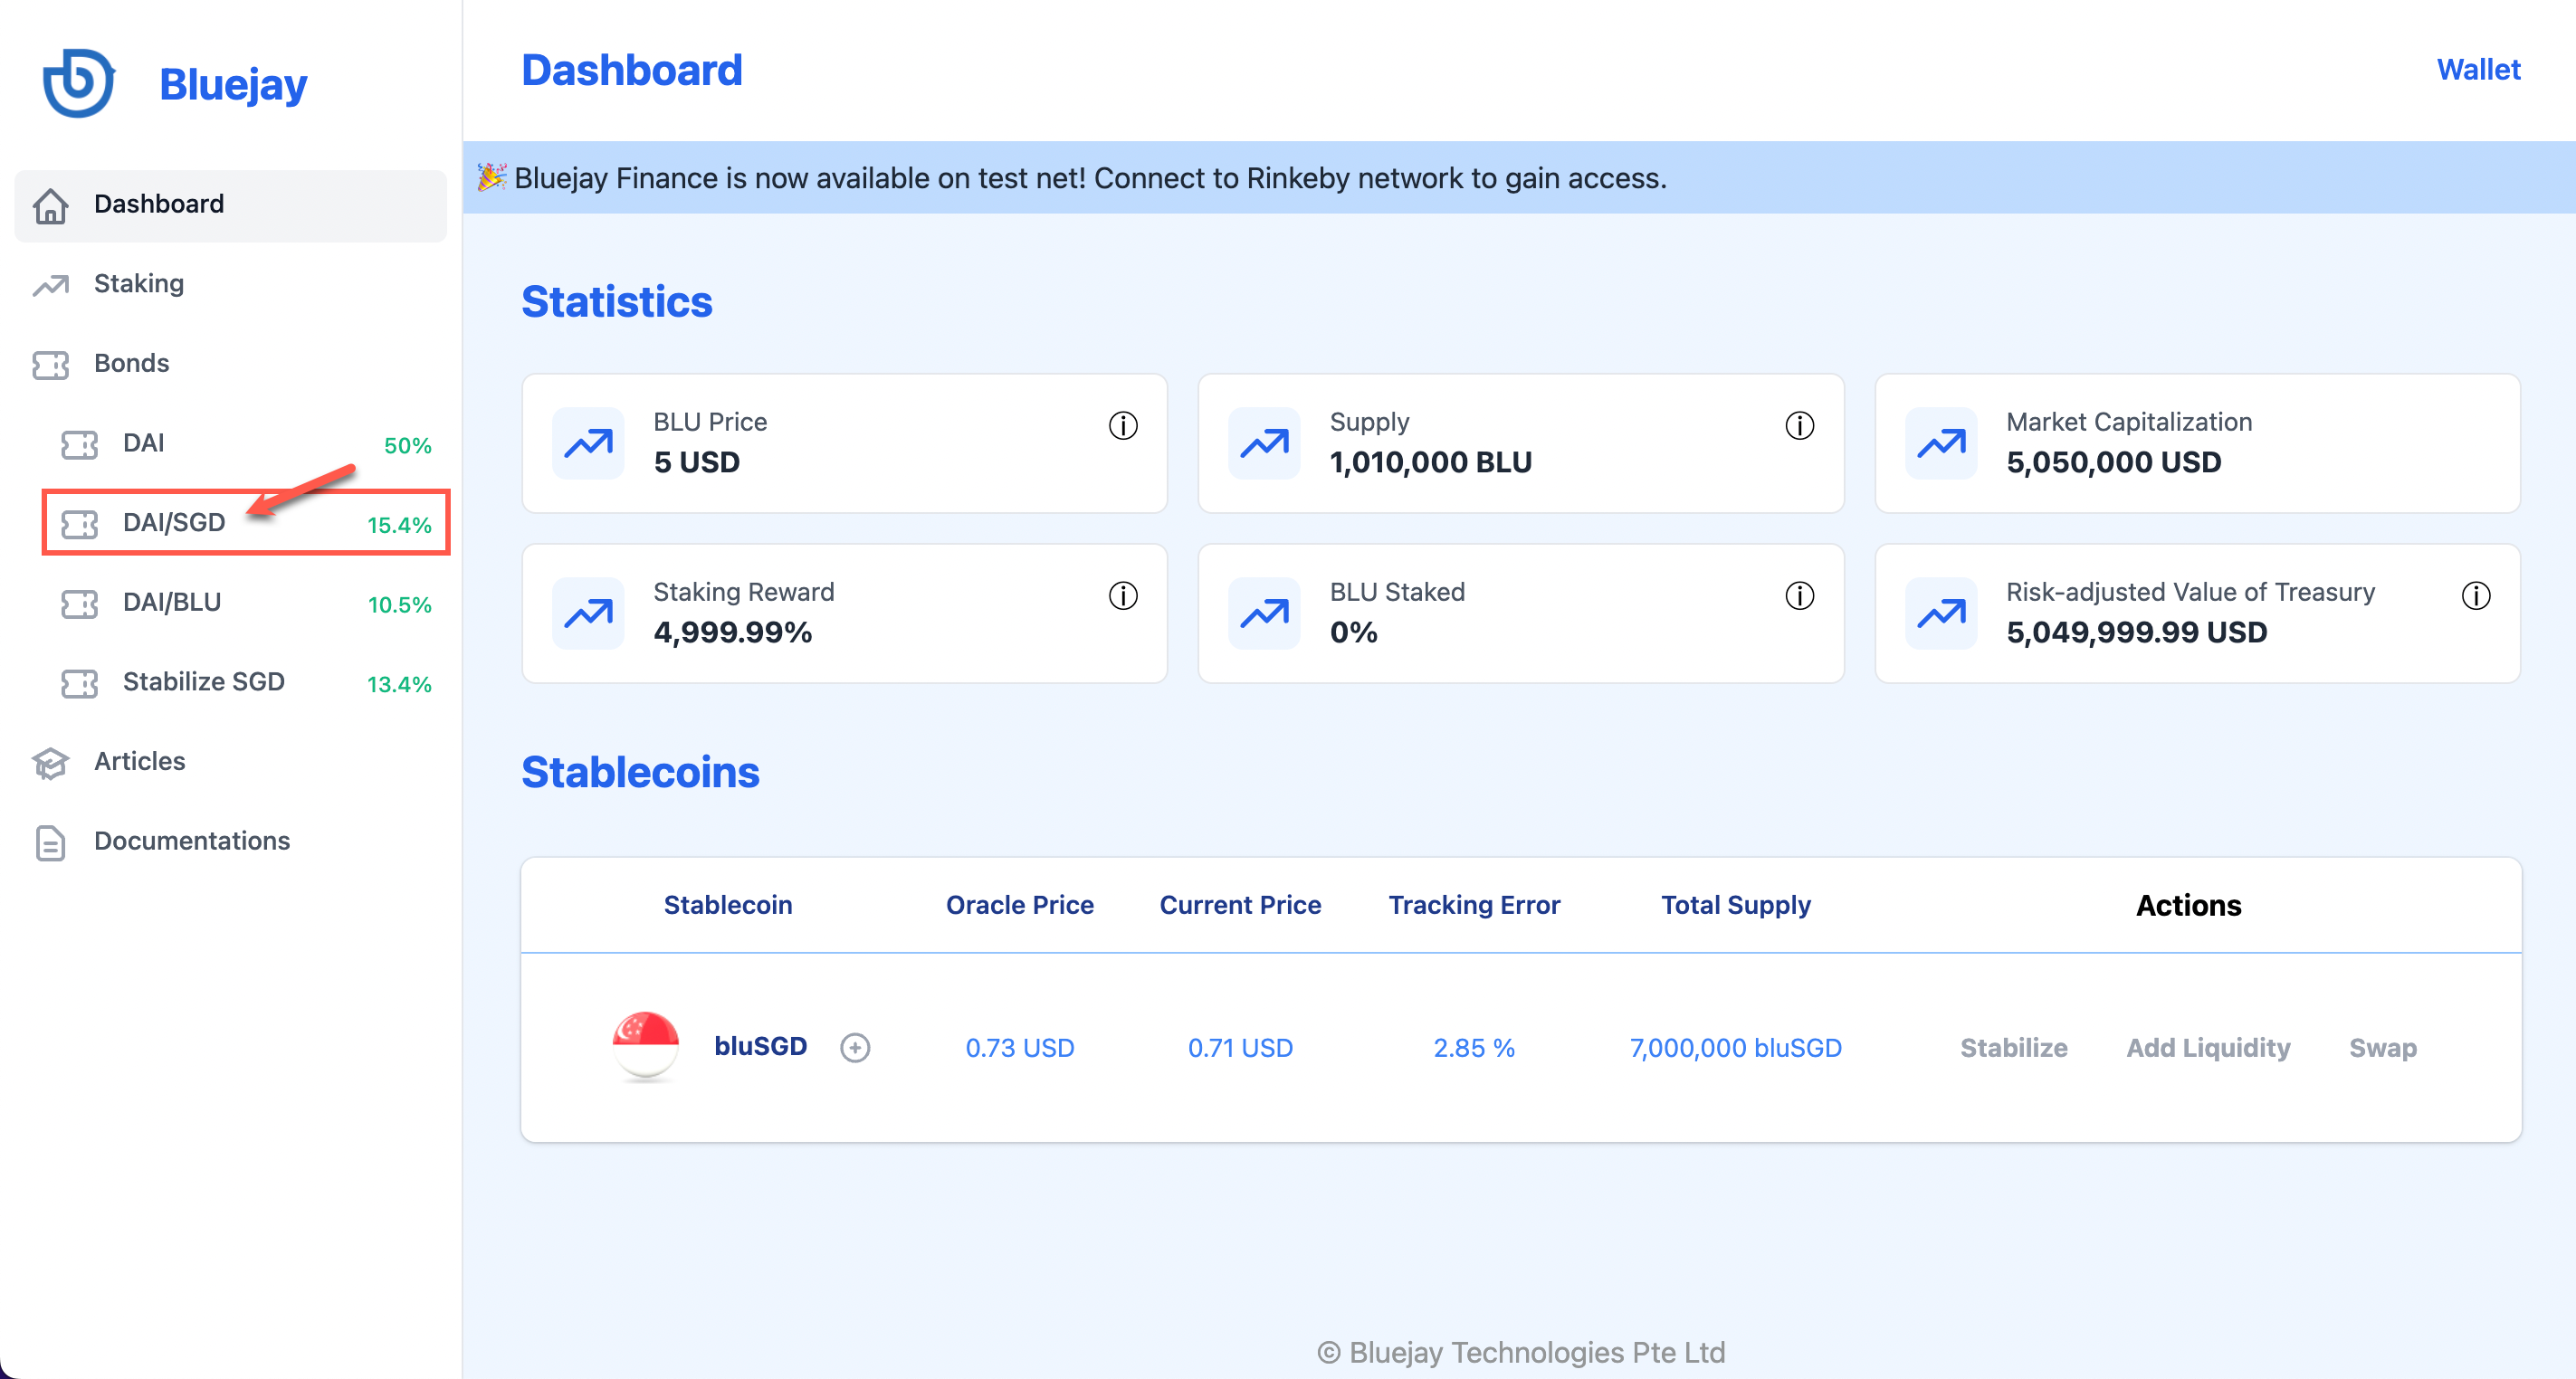 Bluejay
Dashboard
Staking
Bonds
DAI 50%
DAI/SGD 15.4%
DAI/BLU 10.5%
Stabilize SGD 13.4%
Articles
Documentations
Dashboard Wallet
🎉 Bluejay Finance is now available on test net! Connect to Rinkeby network to gain access.
Statistics
BLU Price
5 USD
Supply
1,010,000 BLU
Market Capitalization
5,050,000 USD
Staking Reward
4,999.99%
BLU Staked
0%
Risk-adjusted Value of Treasury
5,049,999.99 USD
Stablecoins
Stablecoin Oracle Price Current Price Tracking Error Total Supply Actions
bluSGD 0.73 USD 0.71 USD 2.85 % 7,000,000 bluSGD Stabilize Add Liquidity Swap
© Bluejay Technologies Pte Ltd